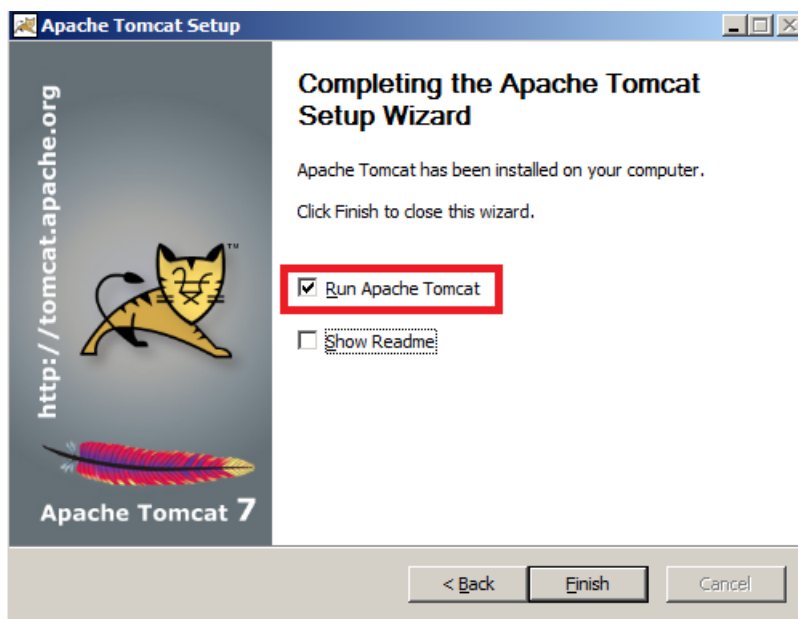 Apache Tomcat Setup
http://tomcat.apache.org
TM
Apache Tomcat 7
Completing the Apache Tomcat
Setup Wizard
Apache Tomcat has been installed on your computer.
Click Finish to close this wizard.
Run Apache Tomcat
Show Readme
< Back
Finish
Cancel